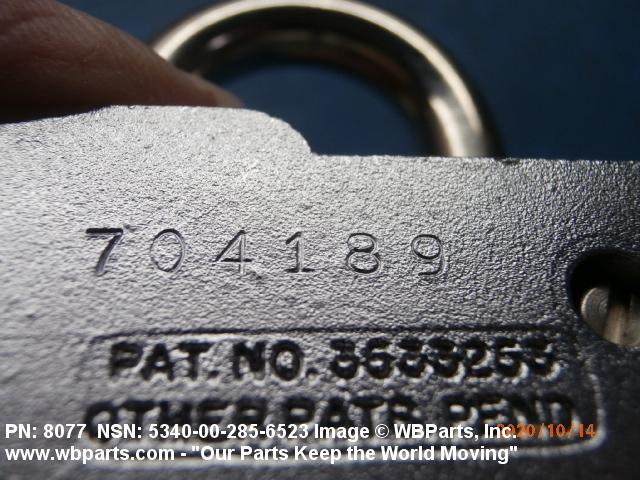 704189
PAT. NO. 3633253
OTHER PATS. PEND.
PN: 8077 NSN: 5340-00-285-6523 Image © WBParts, Inc.
2020/10/14
www.wbparts.com - "Our Parts Keep the World Moving"